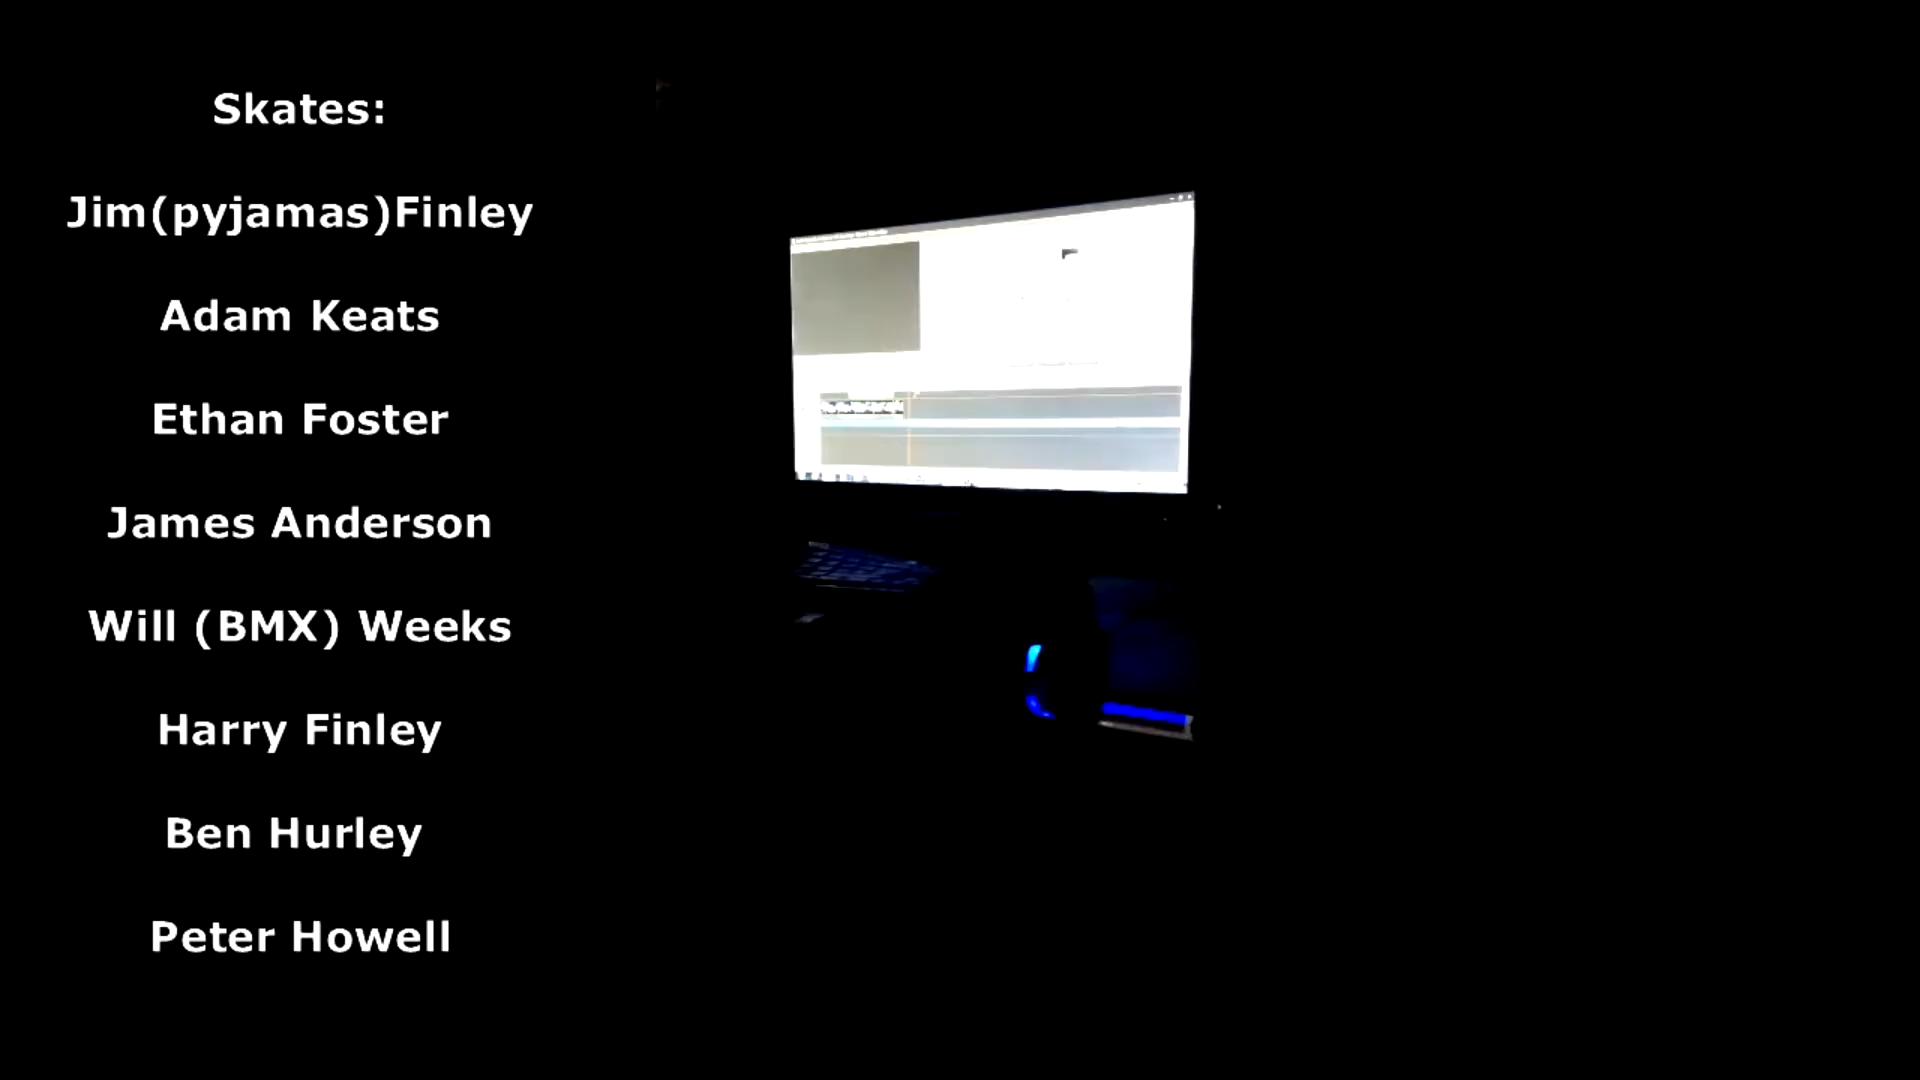 Skates:
Jim(pyjamas)Finley
Adam Keats
Ethan Foster
James Anderson
Will (BMX) Weeks
Harry Finley
Ben Hurley
Peter Howell